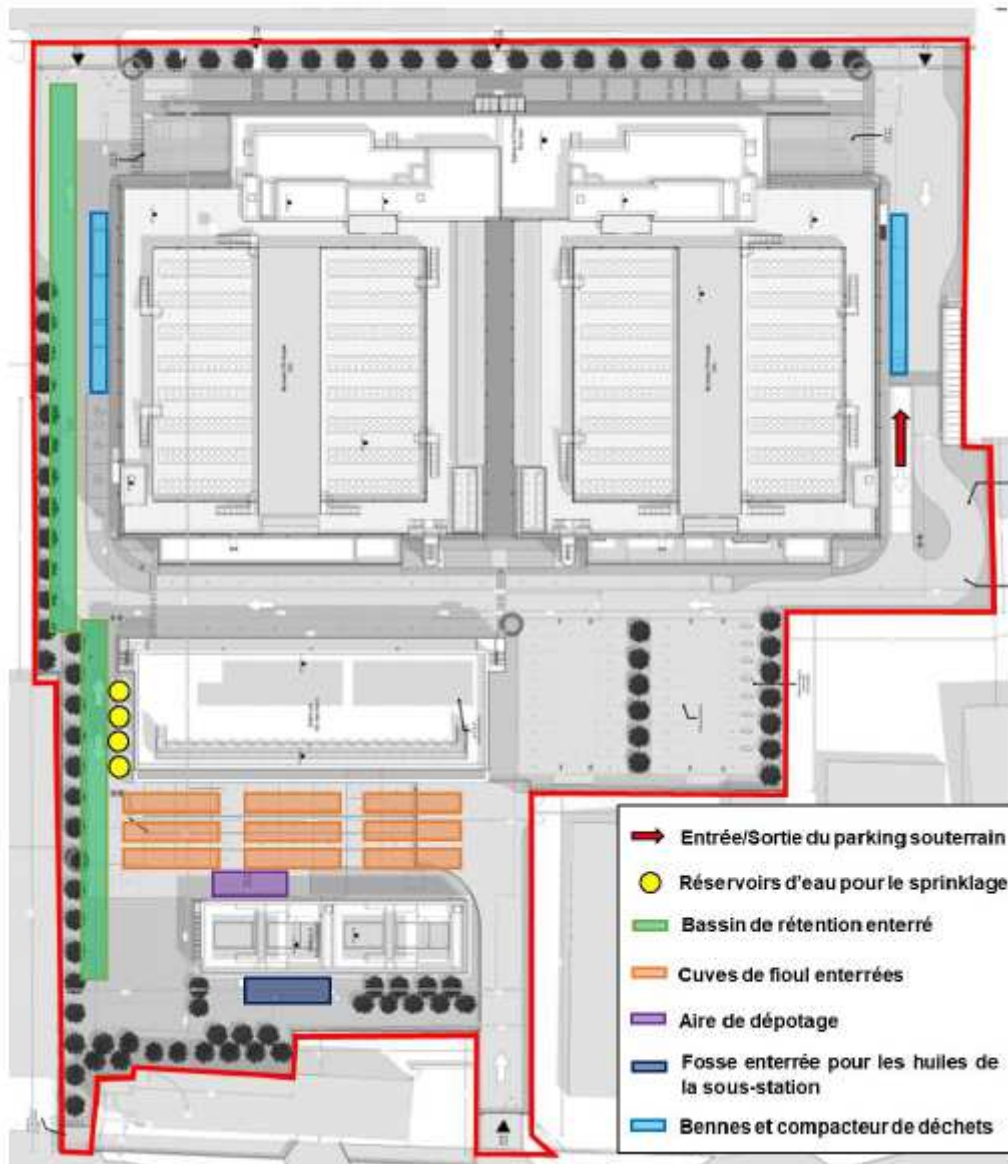 Entrée/Sortie du parking souterrain
Réservoirs d'eau pour le sprinklage
Bassin de rétention enterré
Cuves de fioul enterrées
Aire de dépotage
Fosse enterrée pour les huiles de
la sous-station
Bennes et compacteur de déchets